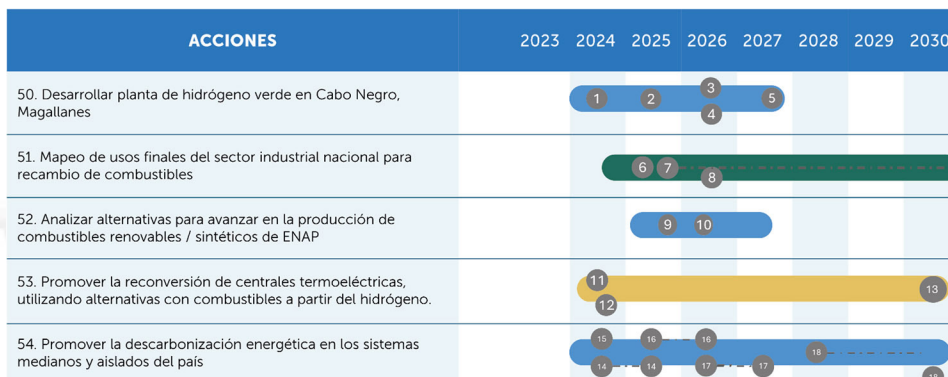 ACCIONES 2023 2024 2025 2026 2027 2028 2029 2030
50. Desarrollar planta de hidrógeno verde en Cabo Negro,
Magallanes
1 2 3 4 5
51. Mapeo de usos finales del sector industrial nacional para
recambio de combustibles
6 7 8
52. Analizar alternativas para avanzar en la producción de
combustibles renovables / sintéticos de ENAP
9 10
53. Promover la reconversión de centrales termoeléctricas,
utilizando alternativas con combustibles a partir del hidrógeno.
11 12 13
54. Promover la descarbonización energética en los sistemas
medianos y aislados del país
15 16 16 18
14 14 17 17